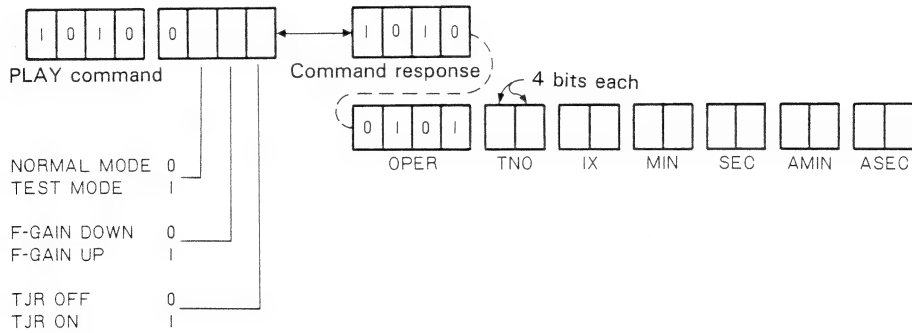 1 0 1 0 0 1 0 1 0
PLAY command Command response
4 bits each
0 1 0 1
OPER TNO IX MIN SEC AMIN ASEC
NORMAL MODE 0
TEST MODE 1
F-GAIN DOWN 0
F-GAIN UP 1
TJR OFF 0
TJR ON 1